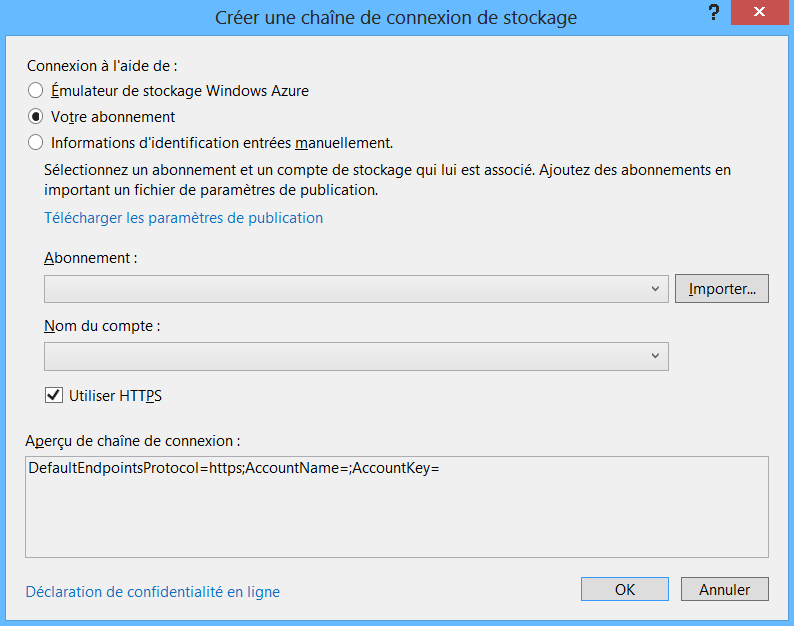 Créer une chaîne de connexion de stockage
?
Connexion à l'aide de :
Émulateur de stockage Windows Azure
Votre abonnement
Informations d'identification entrées manuellement.
Sélectionnez un abonnement et un compte de stockage qui lui est associé. Ajoutez des abonnements en
important un fichier de paramètres de publication.
Télécharger les paramètres de publication
Abonnement :
Importer...
Nom du compte :
Utiliser HTTPS
Aperçu de chaîne de connexion :
DefaultEndpointsProtocol=https;AccountName=;AccountKey=
Déclaration de confidentialité en ligne
OK
Annuler